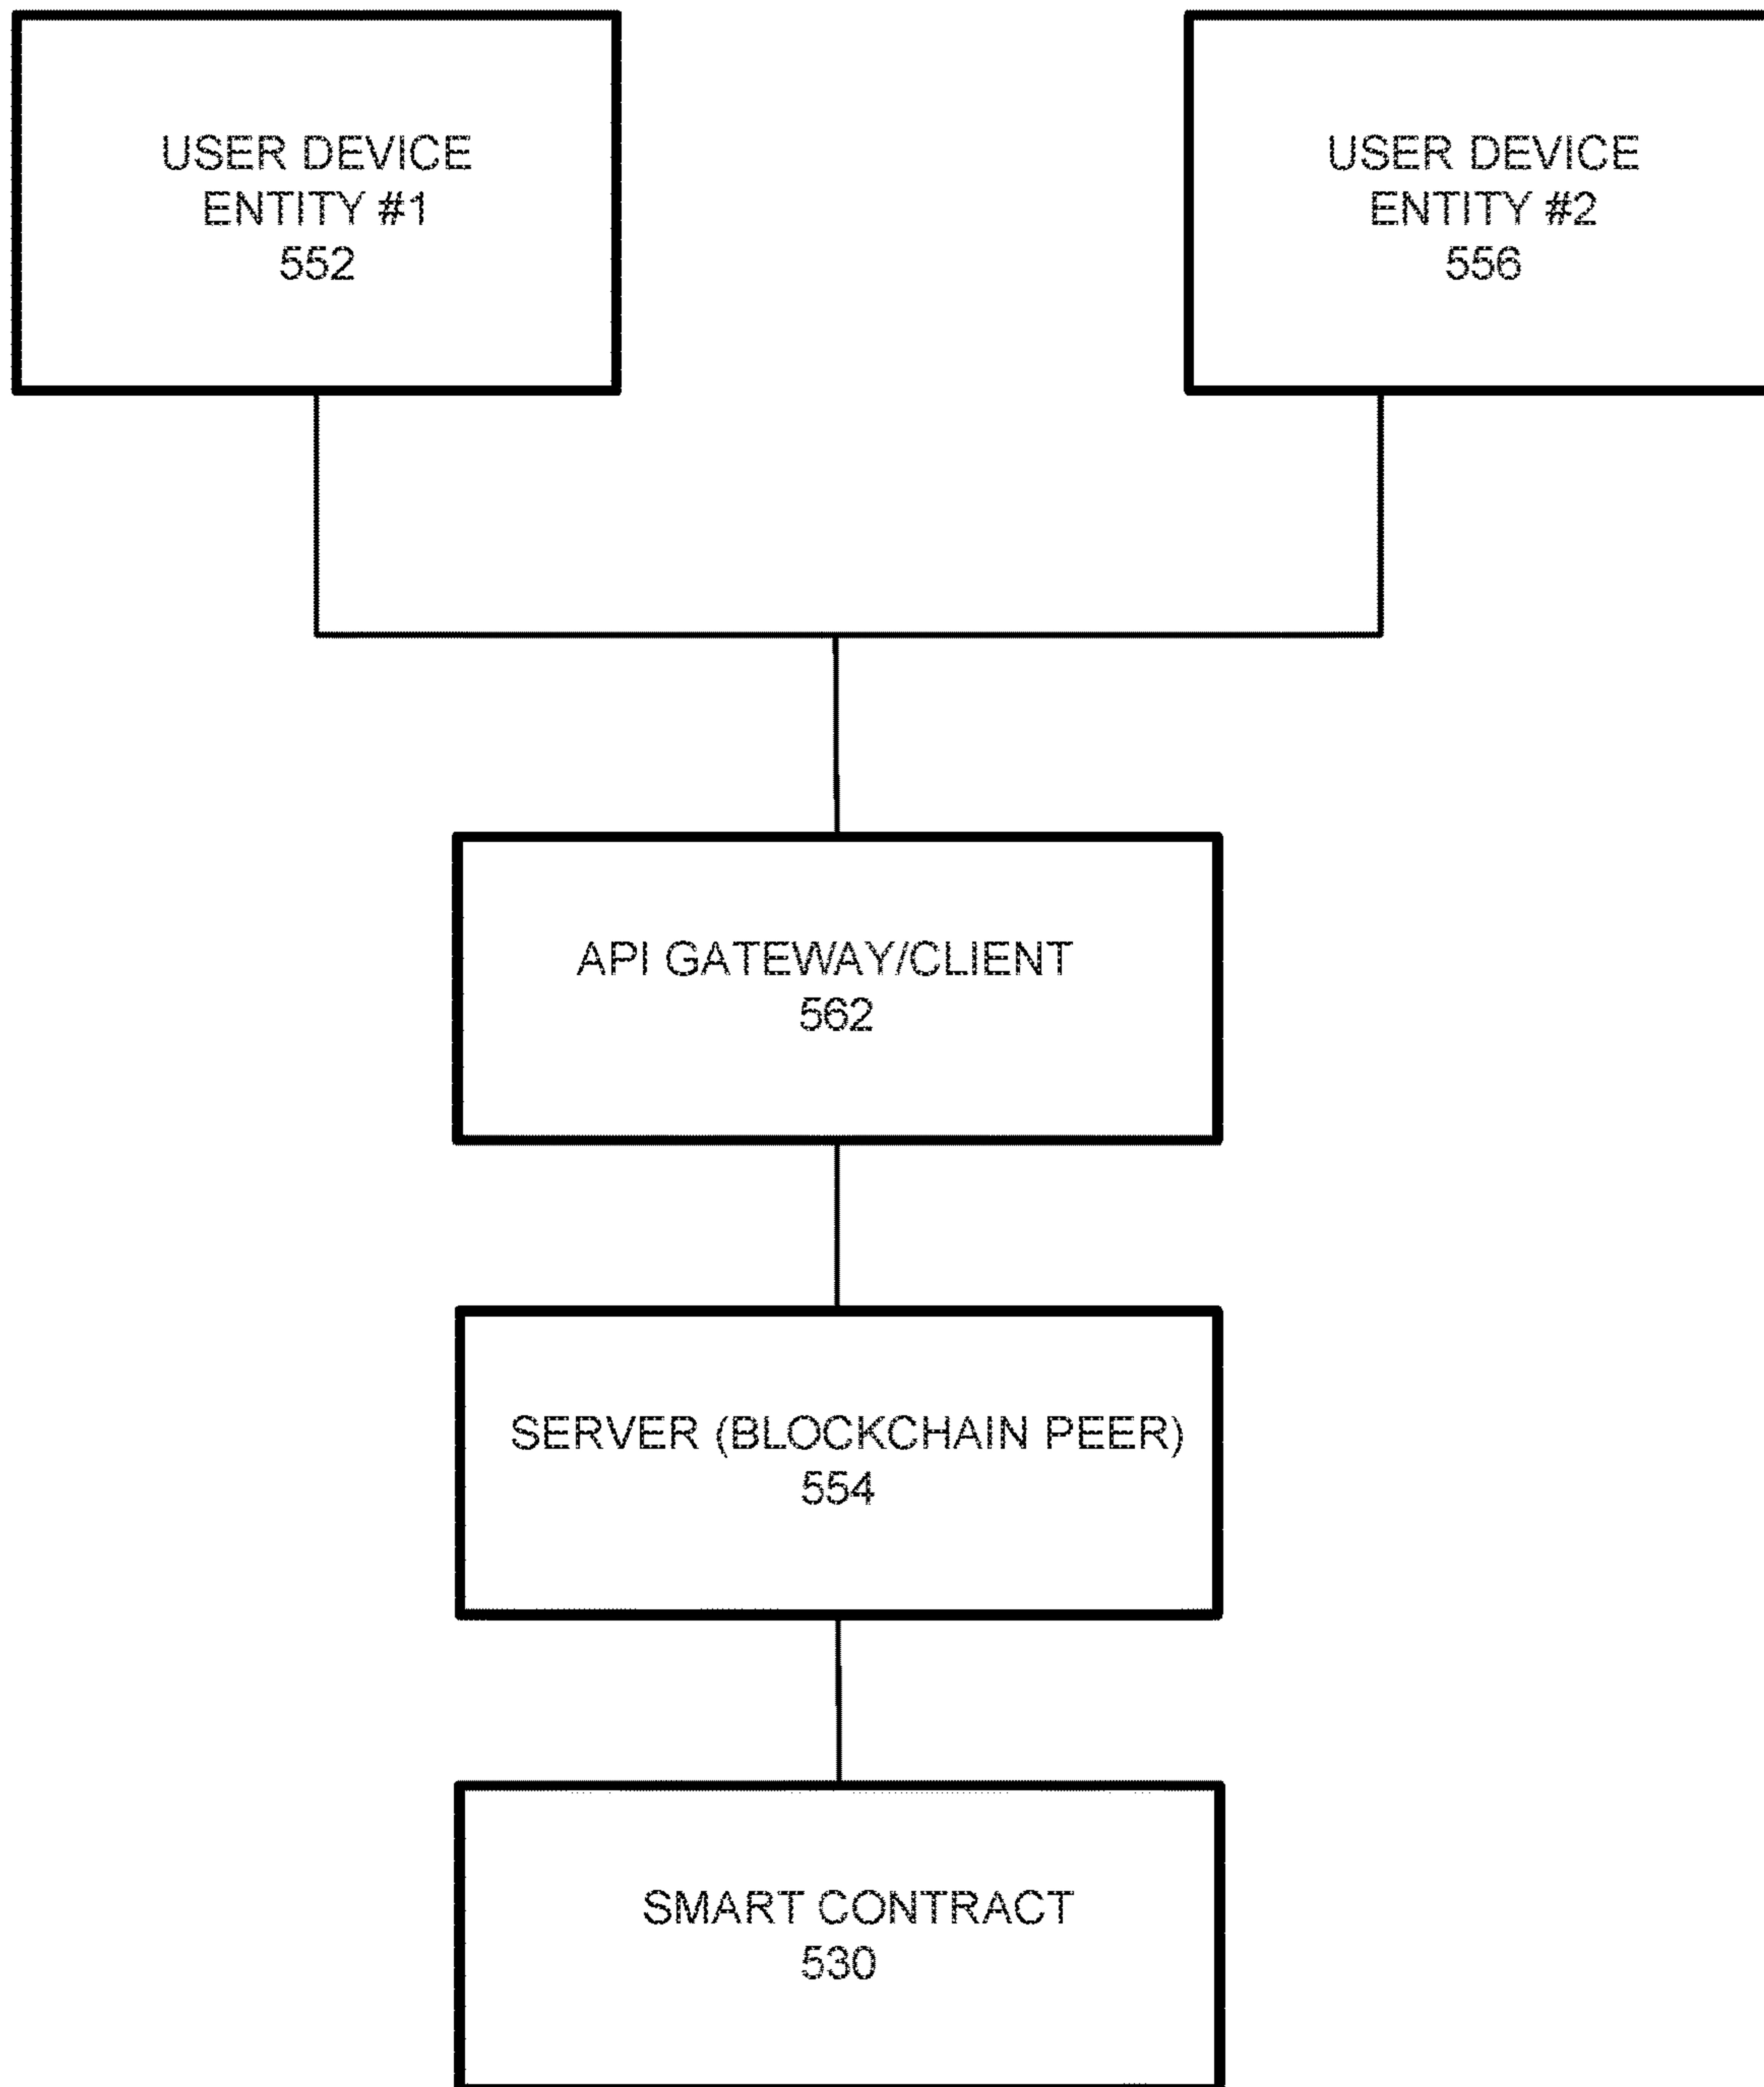 USER DEVICE
ENTITY #1
552
USER DEVICE
ENTITY #2
556
API GATEWAY/CLIENT
562
SERVER (BLOCKCHAIN PEER)
554
SMART CONTRACT
530